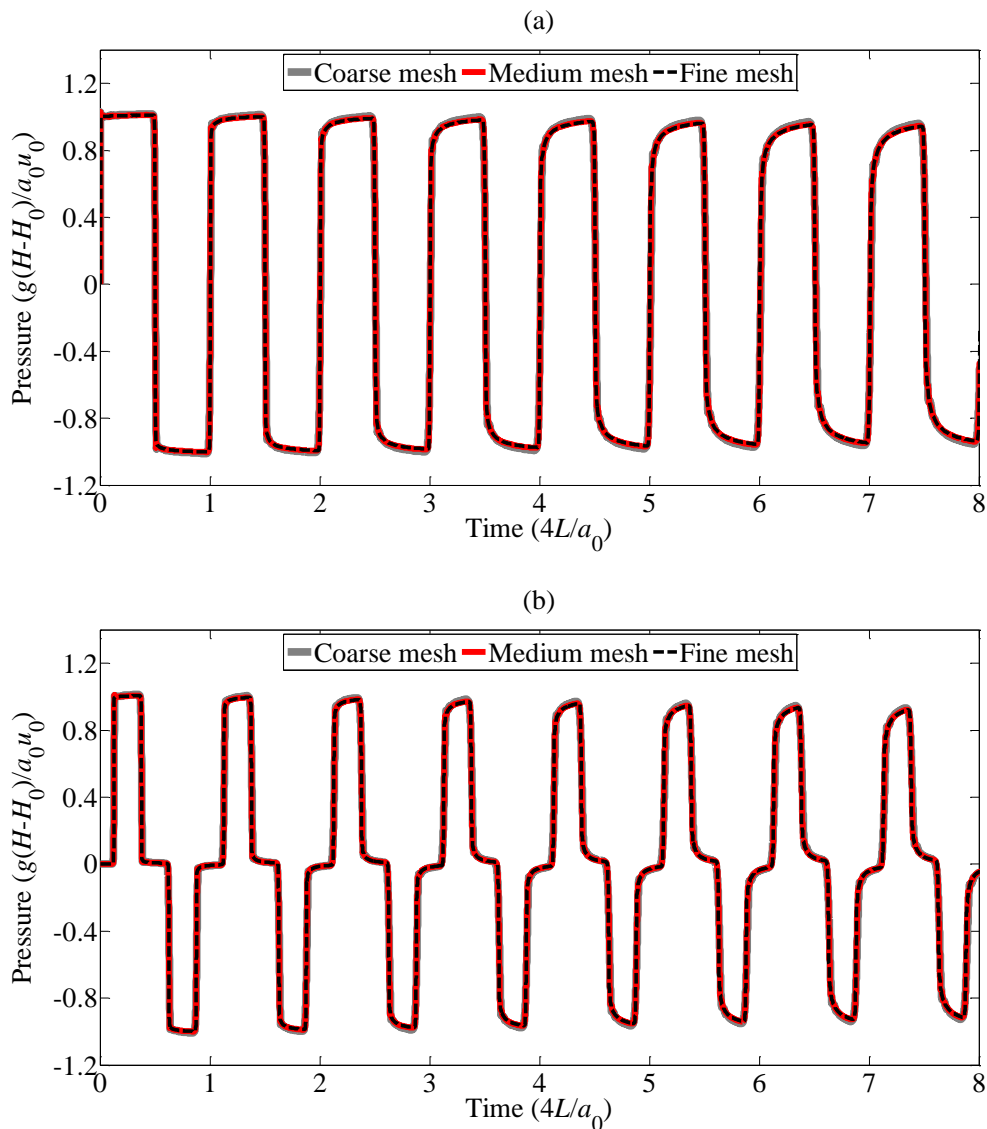 (a)
Coarse mesh Medium mesh Fine mesh
Pressure (g(H-H0)/a0u0)
1.2
0.8
0.4
0
-0.4
-0.8
-1.2
0 1 2 3 4 5 6 7 8
Time (4L/a0)
(b)
Coarse mesh Medium mesh Fine mesh
Pressure (g(H-H0)/a0u0)
1.2
0.8
0.4
0
-0.4
-0.8
-1.2
0 1 2 3 4 5 6 7 8
Time (4L/a0)